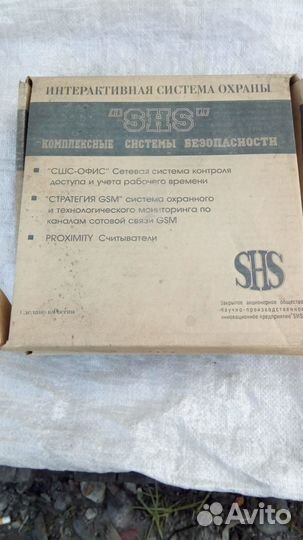 ИНТЕРАКТИВНАЯ СИСТЕМА ОХРАНЫ
"SHS"
КОМПЛЕКСНЫЕ СИСТЕМЫ БЕЗОПАСНОСТИ
"СШС-ОФИС" Сетевая система контроля
доступа и учета рабочего времени
"СТРАТЕГИЯ GSM" система охранного
и технологического мониторинга по
каналам сотовой связи GSM
PROXIMITY Считыватели
SHS
Закрытое акционерное общество
Научно-производственное
инновационное предприятие "SHS"
Сделано в России
Avito